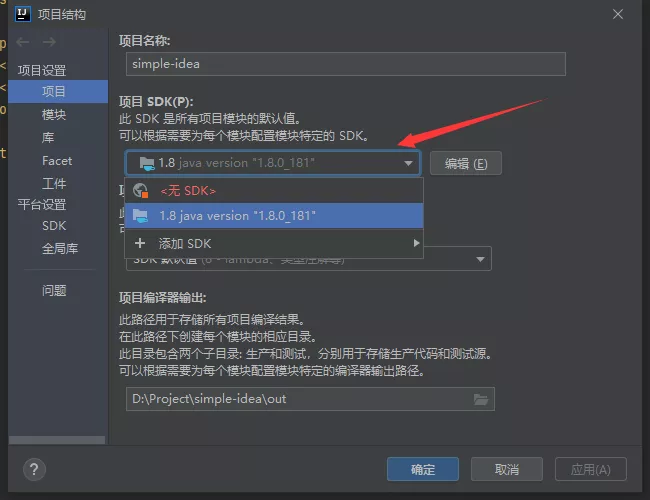 项目结构
项目设置
项目
模块
库
Facet
工件
平台设置
SDK
全局库
问题
项目名称:
simple-idea
项目 SDK(P):
此 SDK 是所有项目模块的默认值。
可以根据需要为每个模块配置模块特定的 SDK。
1.8 java version "1.8.0_181"
编辑 (E)
<无 SDK>
1.8 java version "1.8.0_181"
添加 SDK
SDK 默认值 (8 - lambda、类型注解等)
项目编译器输出:
此路径用于存储所有项目编译结果。
在此路径下创建每个模块的相应目录。
此目录包含两个子目录: 生产和测试，分别用于存储生产代码和测试源。
可以根据需要为每个模块配置模块特定的编译器输出路径。
D:\Project\simple-idea\out
?
确定
取消
应用(A)